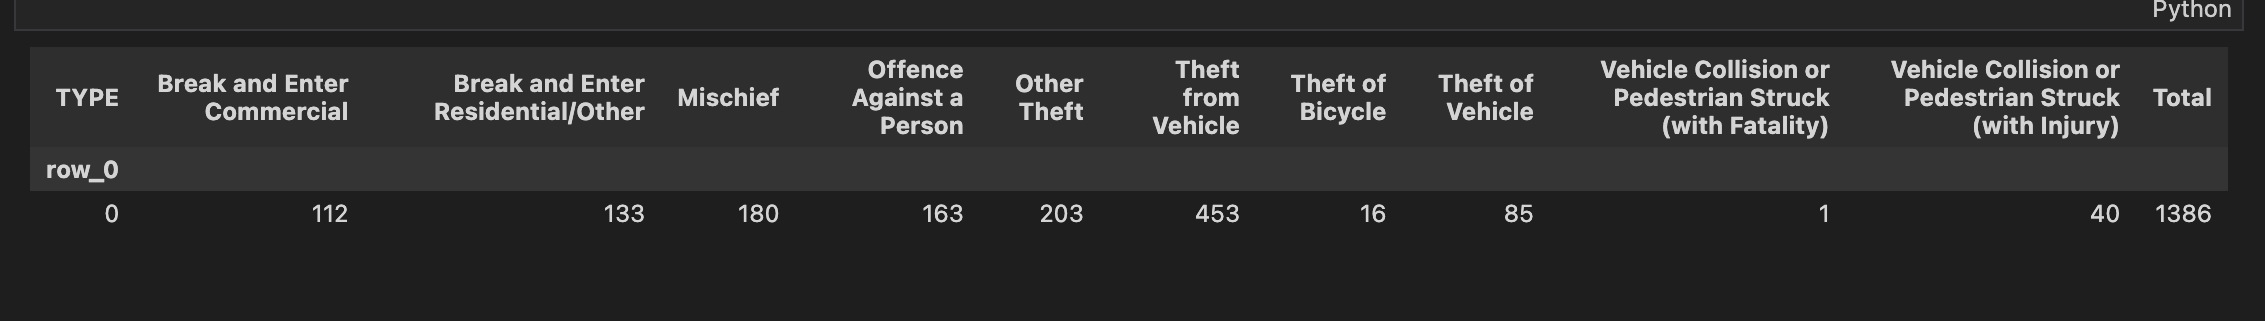 Python
TYPE Break and Enter Commercial Break and Enter Residential/Other Mischief Offence Against a Person Other Theft Theft from Vehicle Theft of Bicycle Theft of Vehicle Vehicle Collision or Pedestrian Struck (with Fatality) Vehicle Collision or Pedestrian Struck (with Injury) Total
row_0
0 112 133 180 163 203 453 16 85 1 40 1386